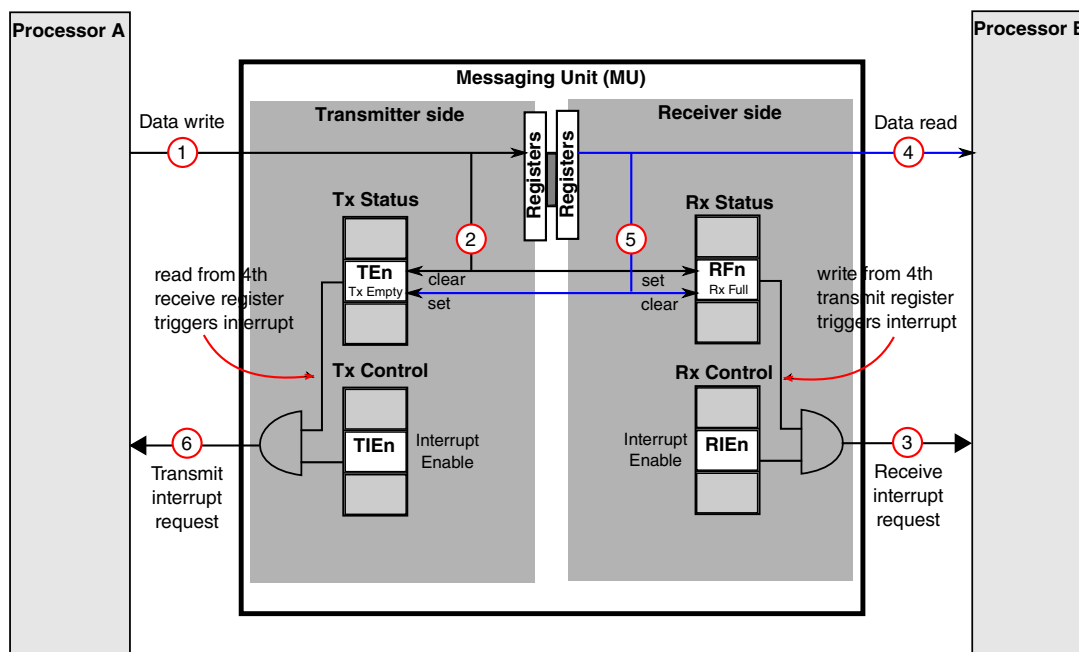 Processor A
Processor B
Messaging Unit (MU)
Transmitter side
Receiver side
Data write
1
Data read
4
Registers
Registers
Tx Status
Rx Status
2
5
TEn
Tx Empty
clear
set
set
clear
RFn
Rx Full
read from 4th
receive register
triggers interrupt
write from 4th
transmit register
triggers interrupt
Tx Control
Rx Control
6
TIEn
Interrupt
Enable
Interrupt
Enable
RIEn
3
Transmit
interrupt
request
Receive
interrupt
request